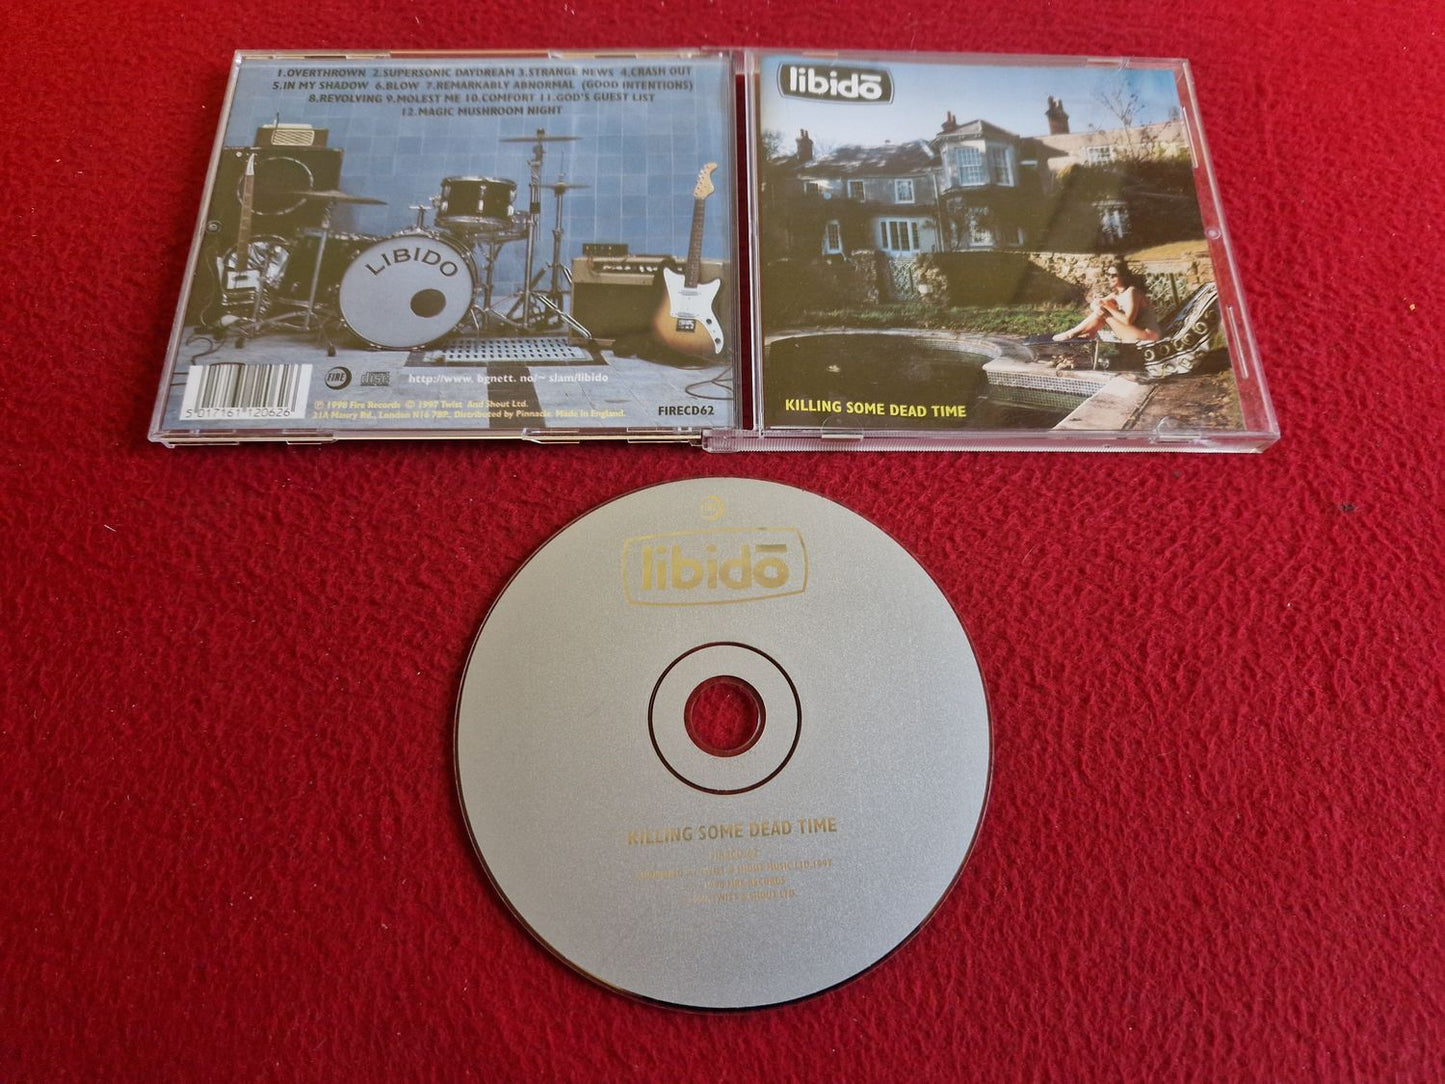 1.OVERTHROWN 2.SUPERSONIC DAYDREAM 3.STRANGE NEWS 4.CRASH OUT
5.IN MY SHADOW 6.BLOW 7.REMARKABLY ABNORMAL (GOOD INTENTIONS)
8.REVOLVING 9.MOLEST ME 10.COMFORT 11.GOD'S GUEST LIST
12.MAGIC MUSHROOM NIGHT
LIBIDO
FIRE
http://www. bgnett. no/~ slam/libido
5 017161 120626
℗ 1998 Fire Records © 1997 Twist And Shout Ltd.
21A Maury Rd., London N16 7BP. Distributed by Pinnacle. Made In England.
FIRECD62
libidō
KILLING SOME DEAD TIME
libidō
KILLING SOME DEAD TIME